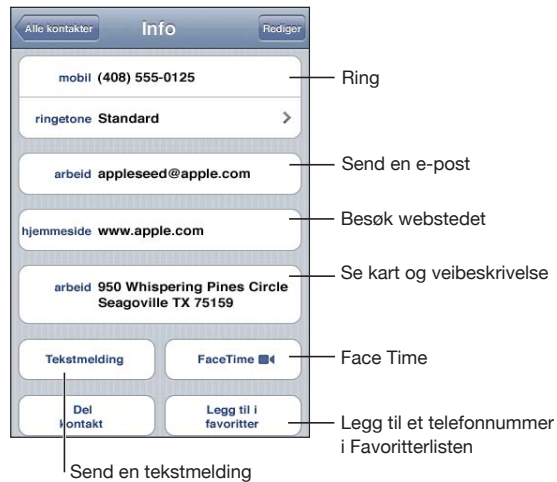 Alle kontakter
Info
Rediger
mobil (408) 555-0125
Ring
ringetone Standard
arbeid appleseed@apple.com
Send en e-post
hjemmeside www.apple.com
Besøk webstedet
arbeid 950 Whispering Pines Circle
Seagoville TX 75159
Se kart og veibeskrivelse
Tekstmelding
FaceTime
Face Time
Del
kontakt
Legg til i
favoritter
Legg til et telefonnummer
i Favoritterlisten
Send en tekstmelding